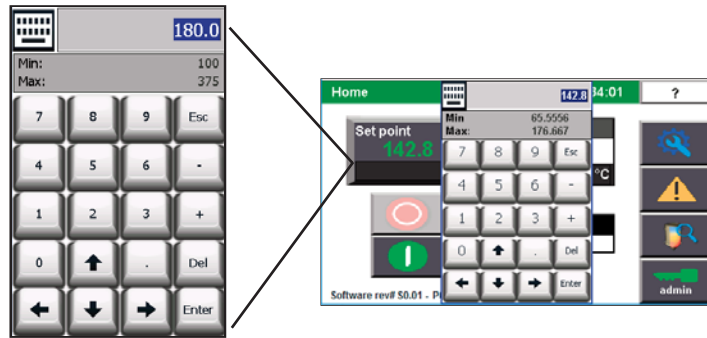 180.0
Min: 100
Max: 375
7 8 9 Esc
4 5 6 -
1 2 3 +
0 . Del
Enter
Home 142.8 34:01 ?
Min 65.5556
Max: 176.667
Set point
142.8
7 8 9 Esc
4 5 6 -
°C
1 2 3 +
0 . Del
Enter
admin
Software rev# S0.01 - P